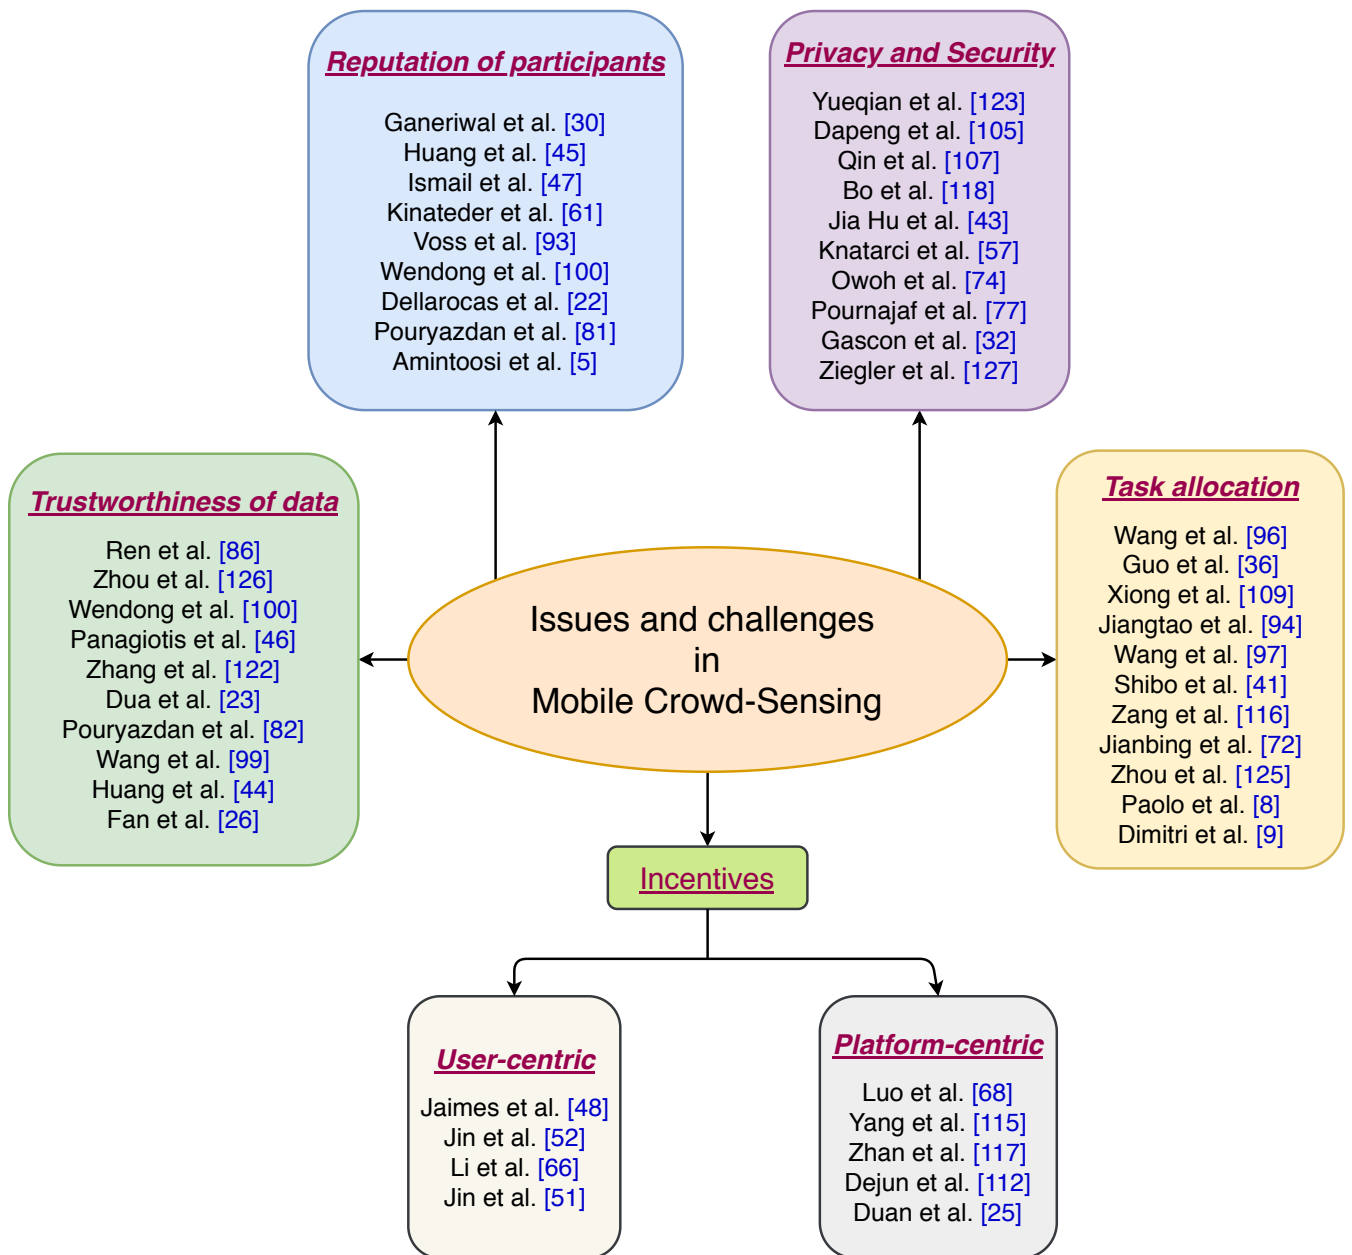 Reputation of participants
Ganeriwal et al. [30]
Huang et al. [45]
Ismail et al. [47]
Kinateder et al. [61]
Voss et al. [93]
Wendong et al. [100]
Dellarocas et al. [22]
Pouryazdan et al. [81]
Amintoosi et al. [5]
Privacy and Security
Yueqian et al. [123]
Dapeng et al. [105]
Qin et al. [107]
Bo et al. [118]
Jia Hu et al. [43]
Knatarci et al. [57]
Owoh et al. [74]
Pournajaf et al. [77]
Gascon et al. [32]
Ziegler et al. [127]
Trustworthiness of data
Ren et al. [86]
Zhou et al. [126]
Wendong et al. [100]
Panagiotis et al. [46]
Zhang et al. [122]
Dua et al. [23]
Pouryazdan et al. [82]
Wang et al. [99]
Huang et al. [44]
Fan et al. [26]
Issues and challenges
in
Mobile Crowd-Sensing
Task allocation
Wang et al. [96]
Guo et al. [36]
Xiong et al. [109]
Jiangtao et al. [94]
Wang et al. [97]
Shibo et al. [41]
Zang et al. [116]
Jianbing et al. [72]
Zhou et al. [125]
Paolo et al. [8]
Dimitri et al. [9]
Incentives
User-centric
Jaimes et al. [48]
Jin et al. [52]
Li et al. [66]
Jin et al. [51]
Platform-centric
Luo et al. [68]
Yang et al. [115]
Zhan et al. [117]
Dejun et al. [112]
Duan et al. [25]